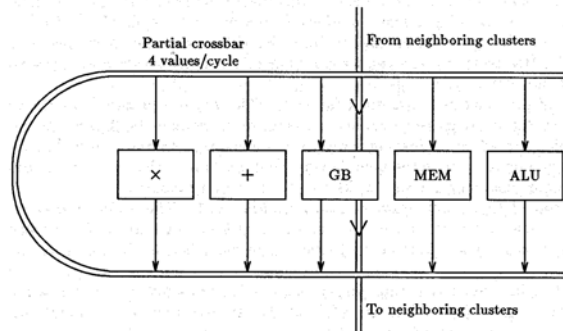 Partial crossbar
4 values/cycle
From neighboring clusters
×
+
GB
MEM
ALU
To neighboring clusters